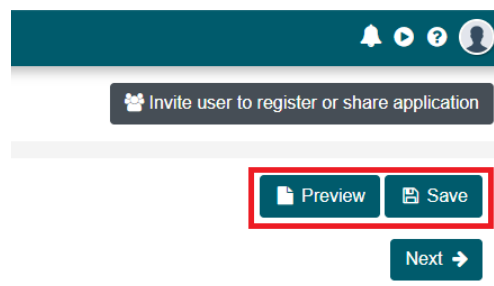 Invite user to register or share application
Preview Save
Next